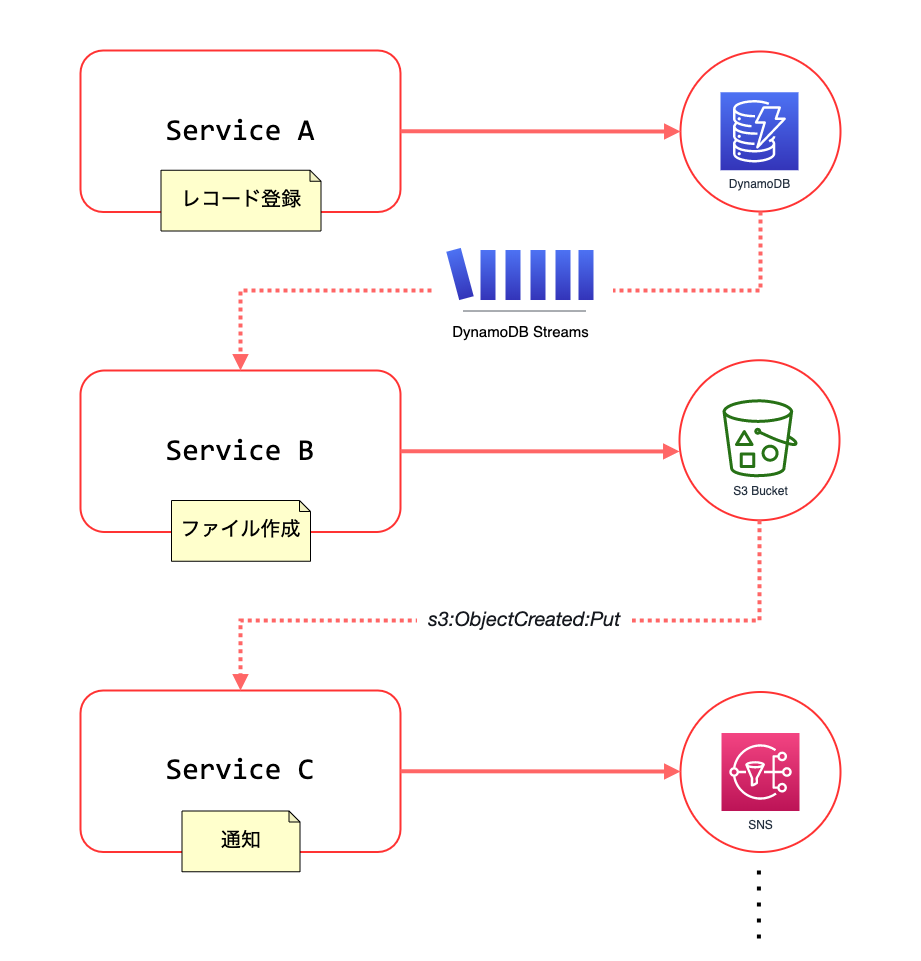 Service A
レコード登録
DynamoDB
DynamoDB Streams
Service B
ファイル作成
S3 Bucket
s3:ObjectCreated:Put
Service C
通知
SNS